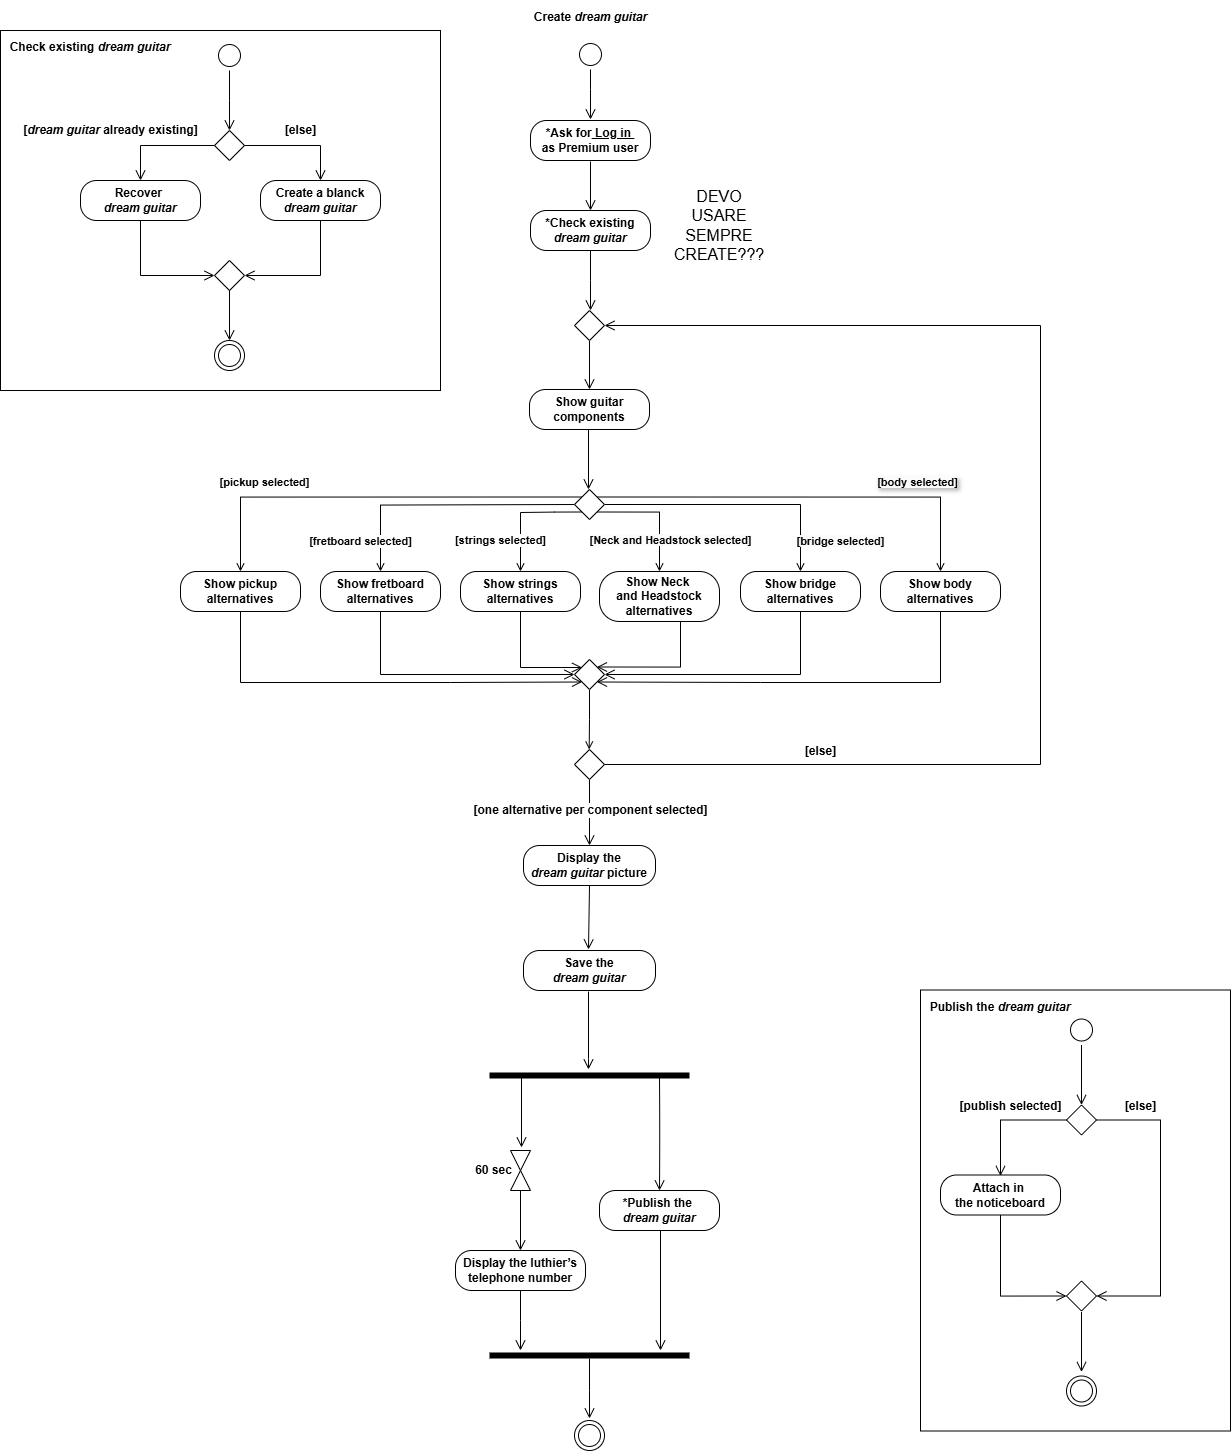 Create dream guitar
Check existing dream guitar
[dream guitar already existing]
[else]
Recover
dream guitar
Create a blanck
dream guitar
*Ask for Log in
as Premium user
*Check existing
dream guitar
DEVO
USARE
SEMPRE
CREATE???
Show guitar
components
[pickup selected]
[body selected]
[fretboard selected]
[strings selected]
[Neck and Headstock selected]
[bridge selected]
Show pickup
alternatives
Show fretboard
alternatives
Show strings
alternatives
Show Neck
and Headstock
alternatives
Show bridge
alternatives
Show body
alternatives
[else]
[one alternative per component selected]
Display the
dream guitar picture
Save the
dream guitar
60 sec
*Publish the
dream guitar
Display the luthier's
telephone number
Publish the dream guitar
[publish selected]
[else]
Attach in
the noticeboard